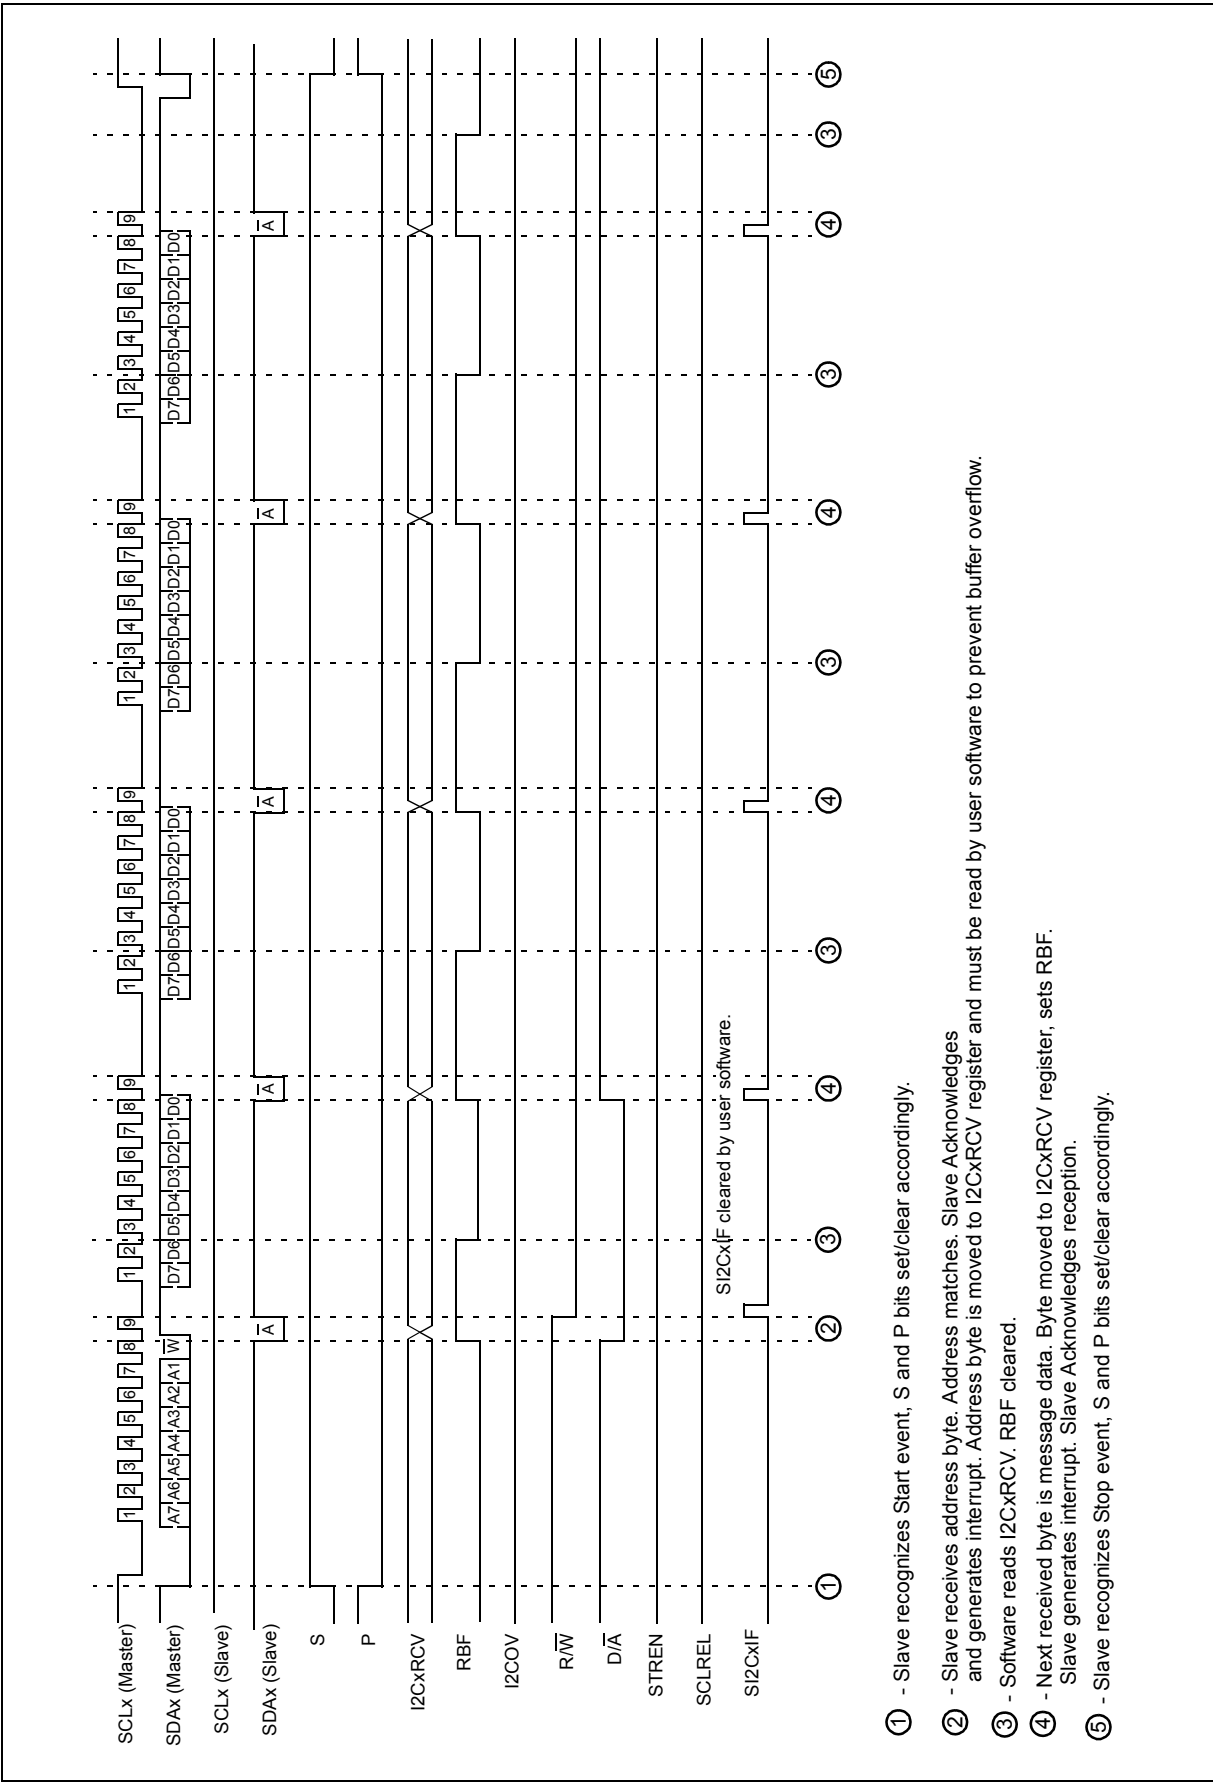 SCLx (Master)
1 2 3 4 5 6 7 8 9 1 2 3 4 5 6 7 8 9 1 2 3 4 5 6 7 8 9 1 2 3 4 5 6 7 8 9 1 2 3 4 5 6 7 8 9
SDAx (Master)
A7 A6 A5 A4 A3 A2 A1 W̅ D7 D6 D5 D4 D3 D2 D1 D0 D7 D6 D5 D4 D3 D2 D1 D0 D7 D6 D5 D4 D3 D2 D1 D0 D7 D6 D5 D4 D3 D2 D1 D0
SCLx (Slave)
SDAx (Slave)
A̅ A̅ A̅ A̅ A̅
S
P
I2CxRCV
RBF
I2COV
R/W̅
D/A̅
STREN
SCLREL
SI2CxIF cleared by user software.
SI2CxIF
1 2 3 4 3 4 3 4 3 4 3 5
1 - Slave recognizes Start event, S and P bits set/clear accordingly.
2 - Slave receives address byte. Address matches. Slave Acknowledges
and generates interrupt. Address byte is moved to I2CxRCV register and must be read by user software to prevent buffer overflow.
3 - Software reads I2CxRCV. RBF cleared.
4 - Next received byte is message data. Byte moved to I2CxRCV register, sets RBF.
Slave generates interrupt. Slave Acknowledges reception.
5 - Slave recognizes Stop event, S and P bits set/clear accordingly.